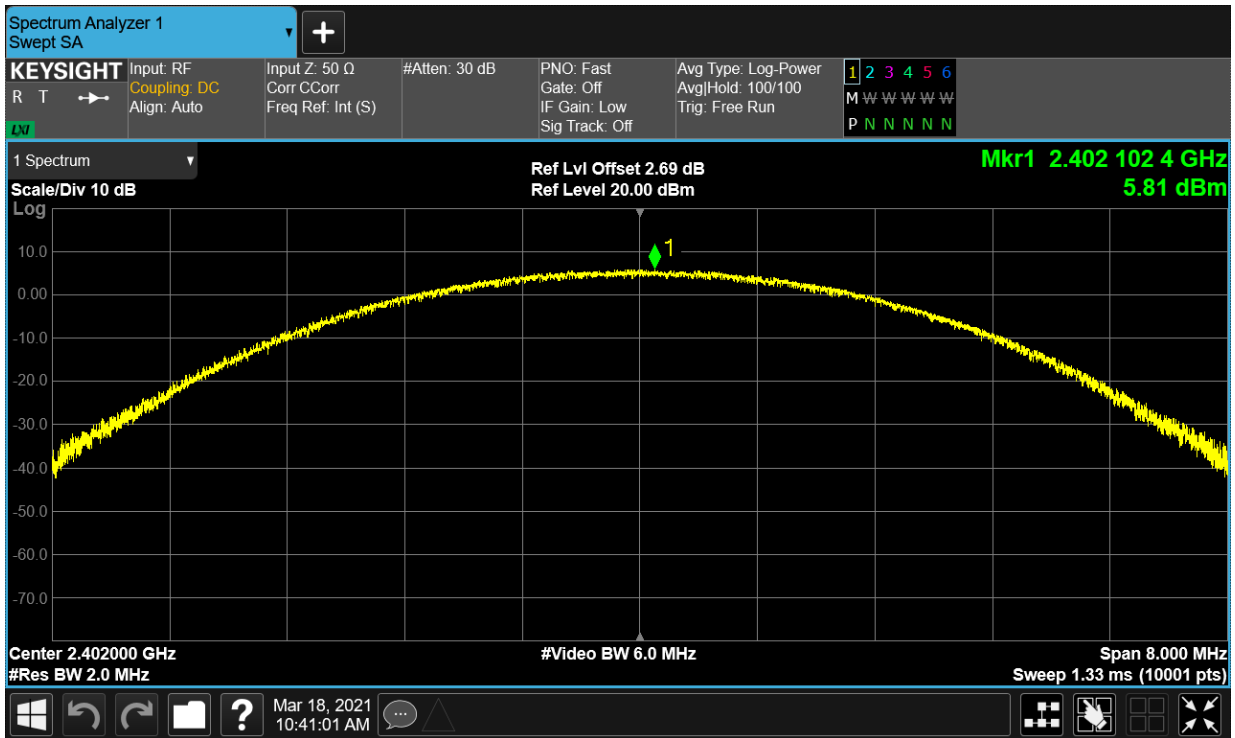 Spectrum Analyzer 1
Swept SA
KEYSIGHT
R T
LXI
Input: RF
Coupling: DC
Align: Auto
Input Z: 50 Ω
Corr CCorr
Freq Ref: Int (S)
#Atten: 30 dB
PNO: Fast
Gate: Off
IF Gain: Low
Sig Track: Off
Avg Type: Log-Power
Avg|Hold: 100/100
Trig: Free Run
1 2 3 4 5 6
M W W W W W
P N N N N N
1 Spectrum
Scale/Div 10 dB
Log
Ref Lvl Offset 2.69 dB
Ref Level 20.00 dBm
Mkr1 2.402 102 4 GHz
5.81 dBm
1
10.0
0.00
-10.0
-20.0
-30.0
-40.0
-50.0
-60.0
-70.0
Center 2.402000 GHz
#Res BW 2.0 MHz
#Video BW 6.0 MHz
Span 8.000 MHz
Sweep 1.33 ms (10001 pts)
?
Mar 18, 2021
10:41:01 AM